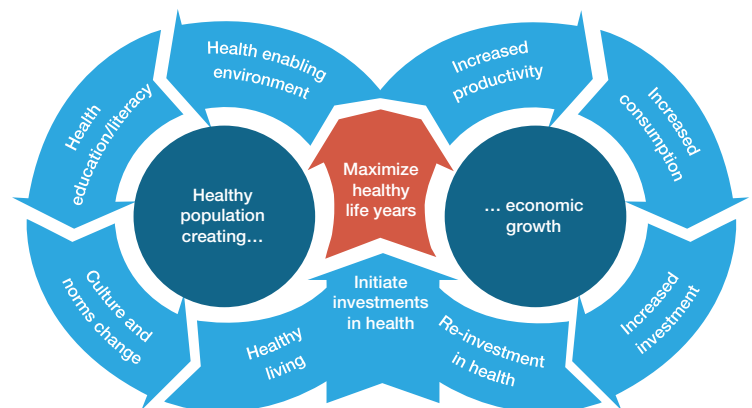 Health enabling
environment
Health
education/literacy
Culture and
norms change
Healthy
living
Healthy
population
creating…
Maximize
healthy
life years
Initiate
investments
in health
… economic
growth
Increased
productivity
Increased
consumption
Increased
investment
Re-investment
in health